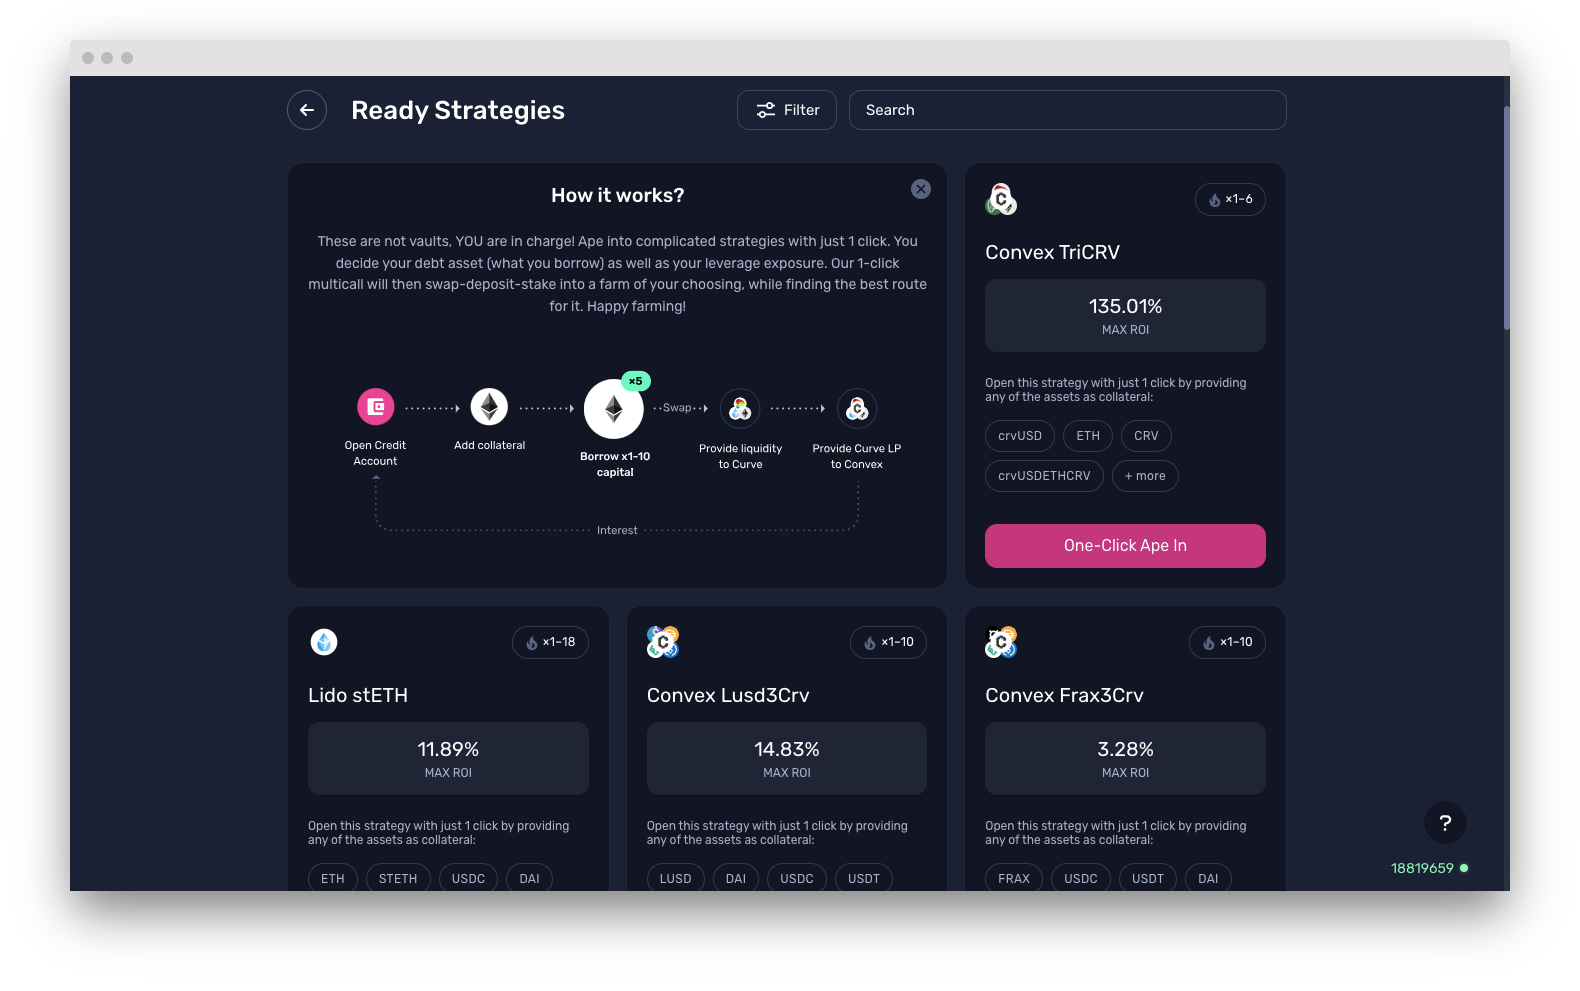 Ready Strategies
Filter
Search
How it works?
These are not vaults, YOU are in charge! Ape into complicated strategies with just 1 click. You
decide your debt asset (what you borrow) as well as your leverage exposure. Our 1-click
multicall will then swap-deposit-stake into a farm of your choosing, while finding the best route
for it. Happy farming!
×5
Swap
Open Credit
Account
Add collateral
Borrow x1-10
capital
Provide liquidity
to Curve
Provide Curve LP
to Convex
Interest
×1-6
Convex TriCRV
135.01%
MAX ROI
Open this strategy with just 1 click by providing
any of the assets as collateral:
crvUSD
ETH
CRV
crvUSDETHCRV
+ more
One-Click Ape In
×1-18
Lido stETH
11.89%
MAX ROI
Open this strategy with just 1 click by providing
any of the assets as collateral:
ETH
STETH
USDC
DAI
×1-10
Convex Lusd3Crv
14.83%
MAX ROI
Open this strategy with just 1 click by providing
any of the assets as collateral:
LUSD
DAI
USDC
USDT
×1-10
Convex Frax3Crv
3.28%
MAX ROI
Open this strategy with just 1 click by providing
any of the assets as collateral:
FRAX
USDC
USDT
DAI
?
18819659